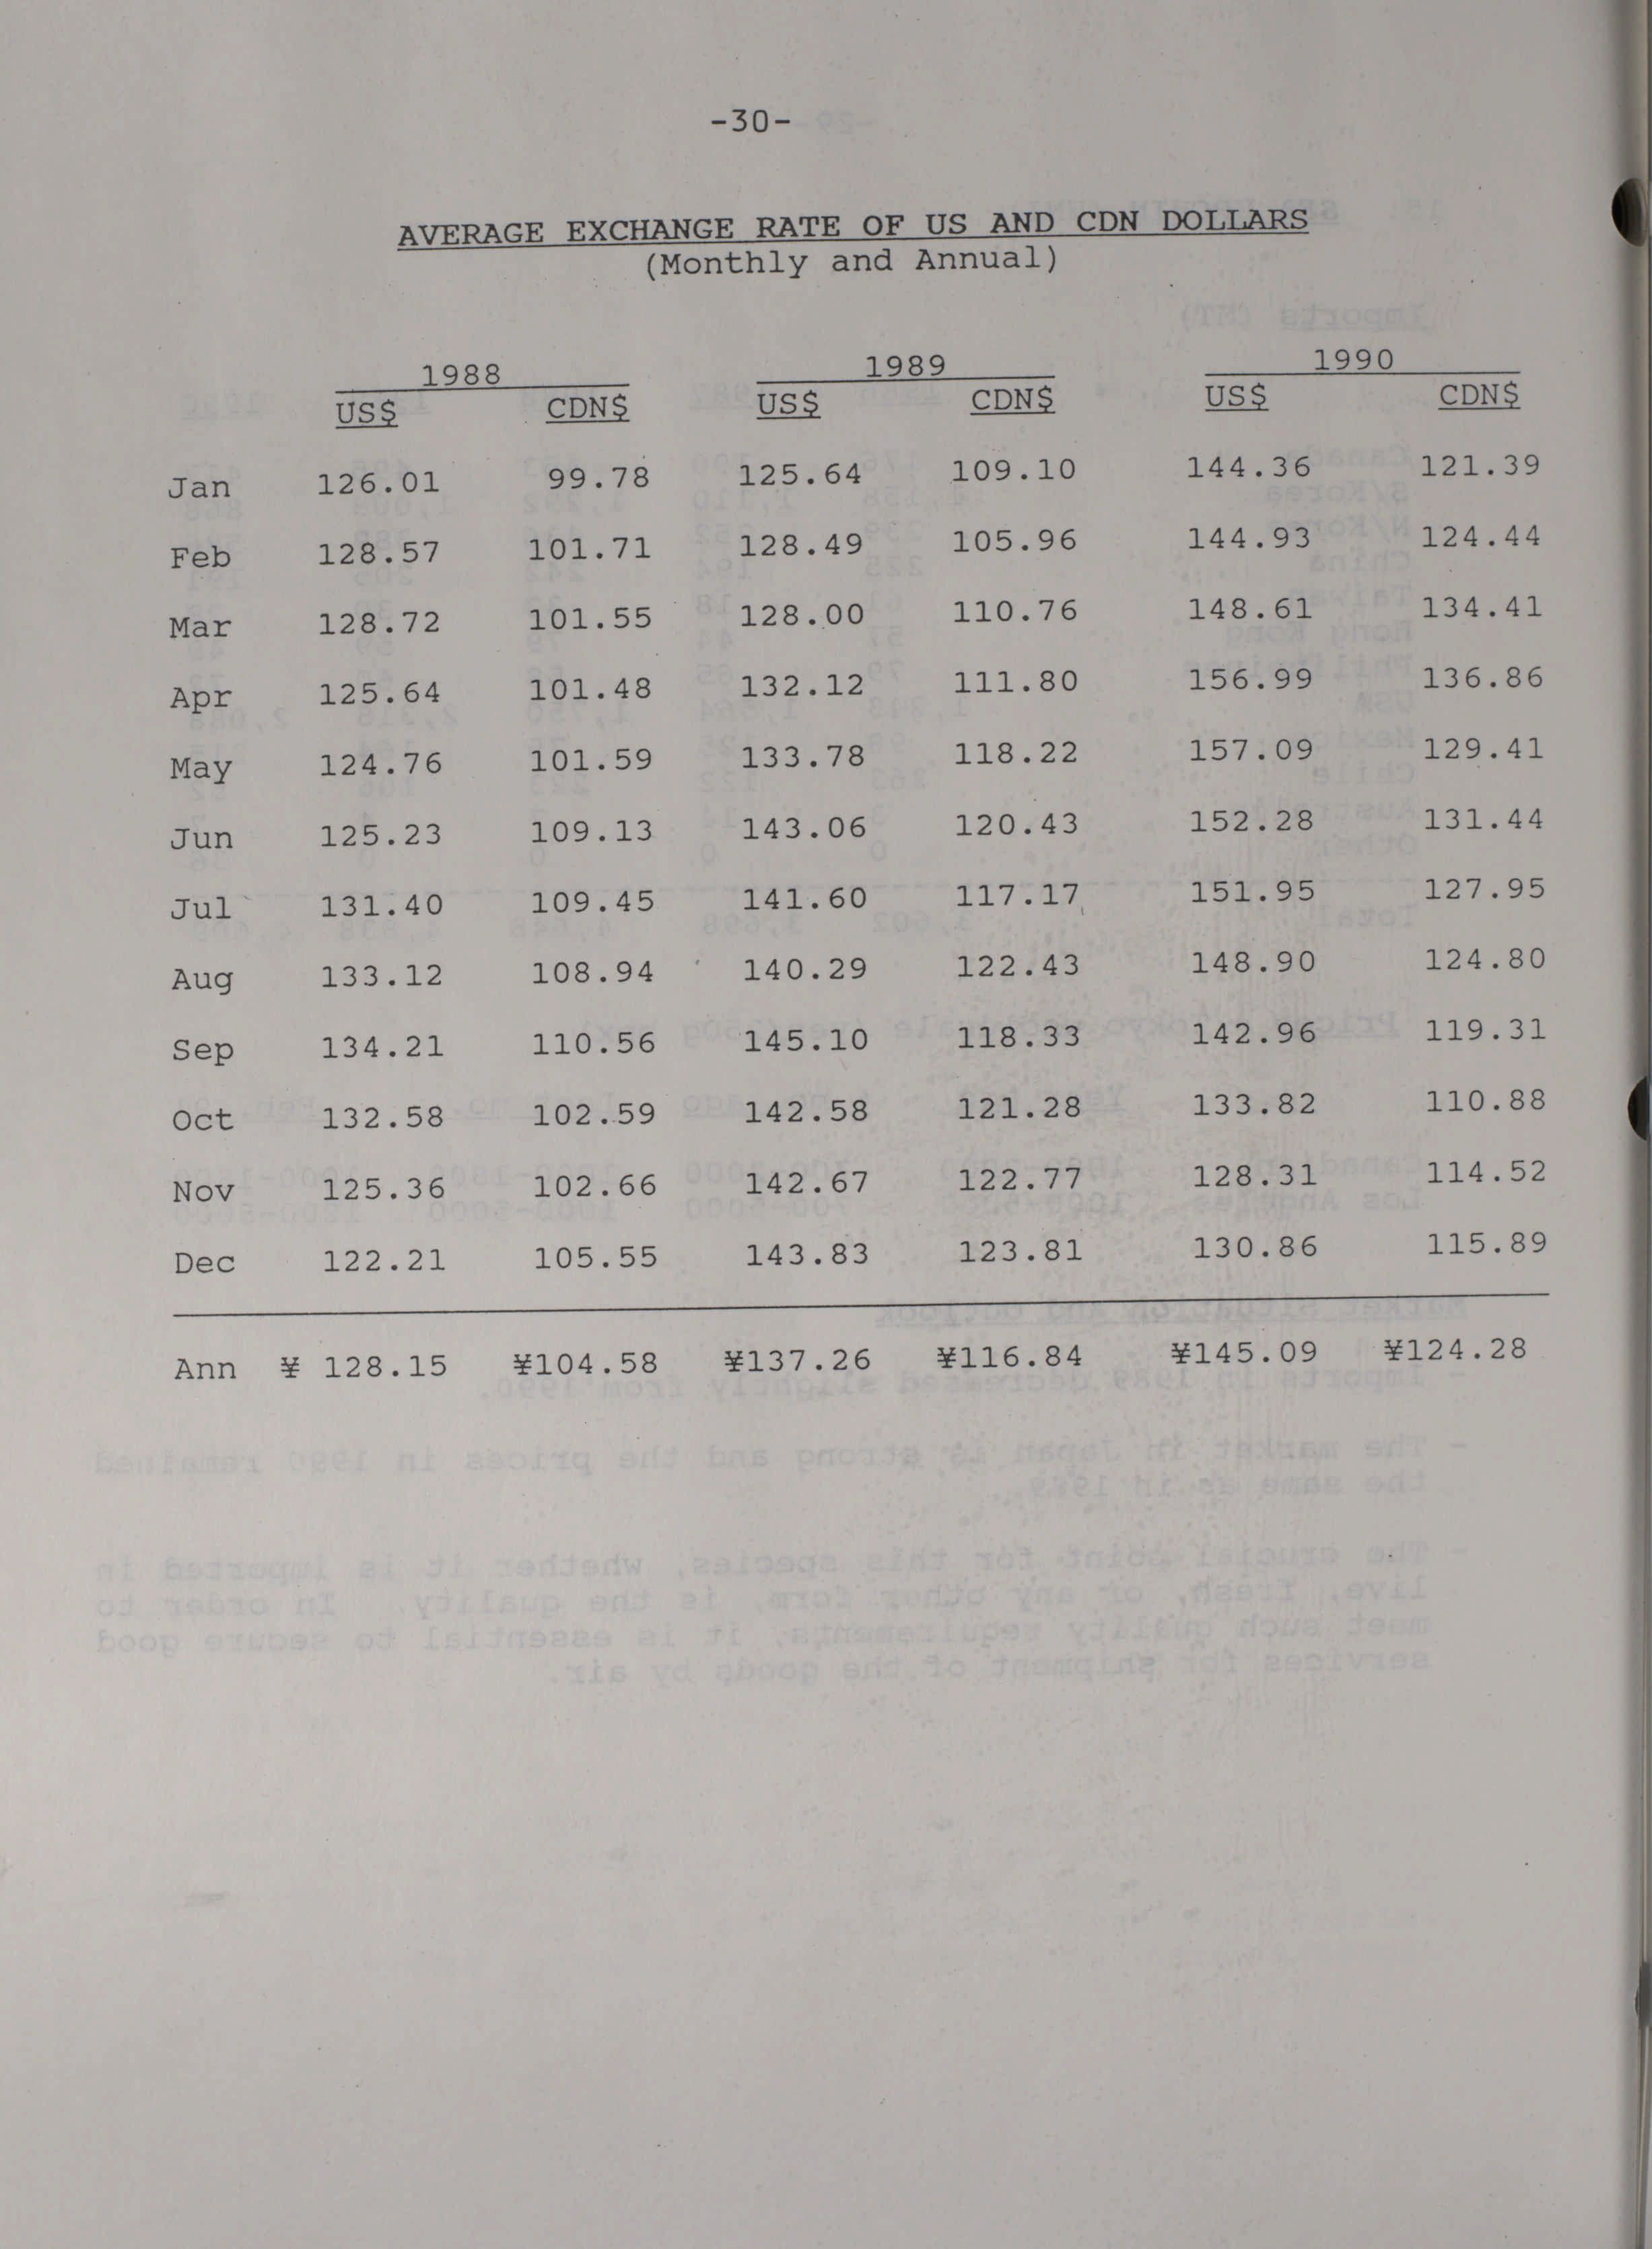 -30-
AVERAGE EXCHANGE RATE OF US AND CDN DOLLARS
(Monthly and Annual)
1988 1989 1990
US$ CDN$ US$ CDN$ US$ CDN$
Jan 126.01 99.78 125.64 109.10 144.36 121.39
Feb 128.57 101.71 128.49 105.96 144.93 124.44
Mar 128.72 101.55 128.00 110.76 148.61 134.41
Apr 125.64 101.48 132.12 111.80 156.99 136.86
May 124.76 101.59 133.78 118.22 157.09 129.41
Jun 125.23 109.13 143.06 120.43 152.28 131.44
Jul 131.40 109.45 141.60 117.17 151.95 127.95
Aug 133.12 108.94 140.29 122.43 148.90 124.80
Sep 134.21 110.56 145.10 118.33 142.96 119.31
Oct 132.58 102.59 142.58 121.28 133.82 110.88
Nov 125.36 102.66 142.67 122.77 128.31 114.52
Dec 122.21 105.55 143.83 123.81 130.86 115.89
Ann ¥ 128.15 ¥104.58 ¥137.26 ¥116.84 ¥145.09 ¥124.28